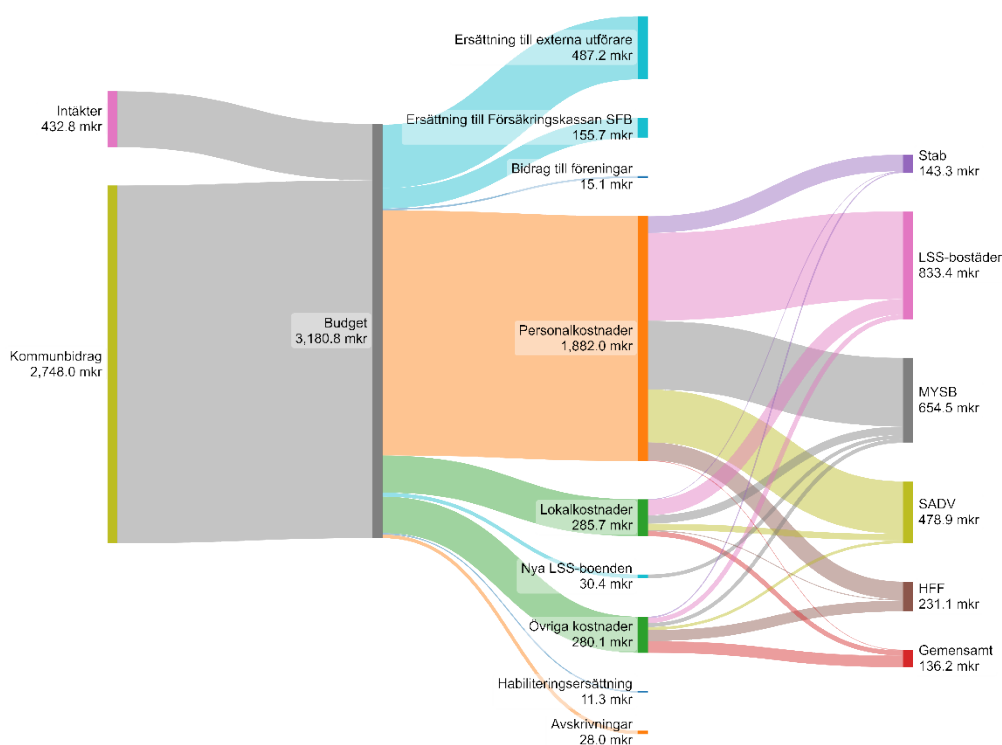 Intäkter
432.8 mkr
Kommunbidrag
2,748.0 mkr
Budget
3,180.8 mkr
Ersättning till externa utförare
487.2 mkr
Ersättning till Försäkringskassan SFB
155.7 mkr
Bidrag till föreningar
15.1 mkr
Personalkostnader
1,882.0 mkr
Lokalkostnader
285.7 mkr
Nya LSS-boenden
30.4 mkr
Övriga kostnader
280.1 mkr
Habiliteringsersättning
11.3 mkr
Avskrivningar
28.0 mkr
Stab
143.3 mkr
LSS-bostäder
833.4 mkr
MYSB
654.5 mkr
SADV
478.9 mkr
HFF
231.1 mkr
Gemensamt
136.2 mkr